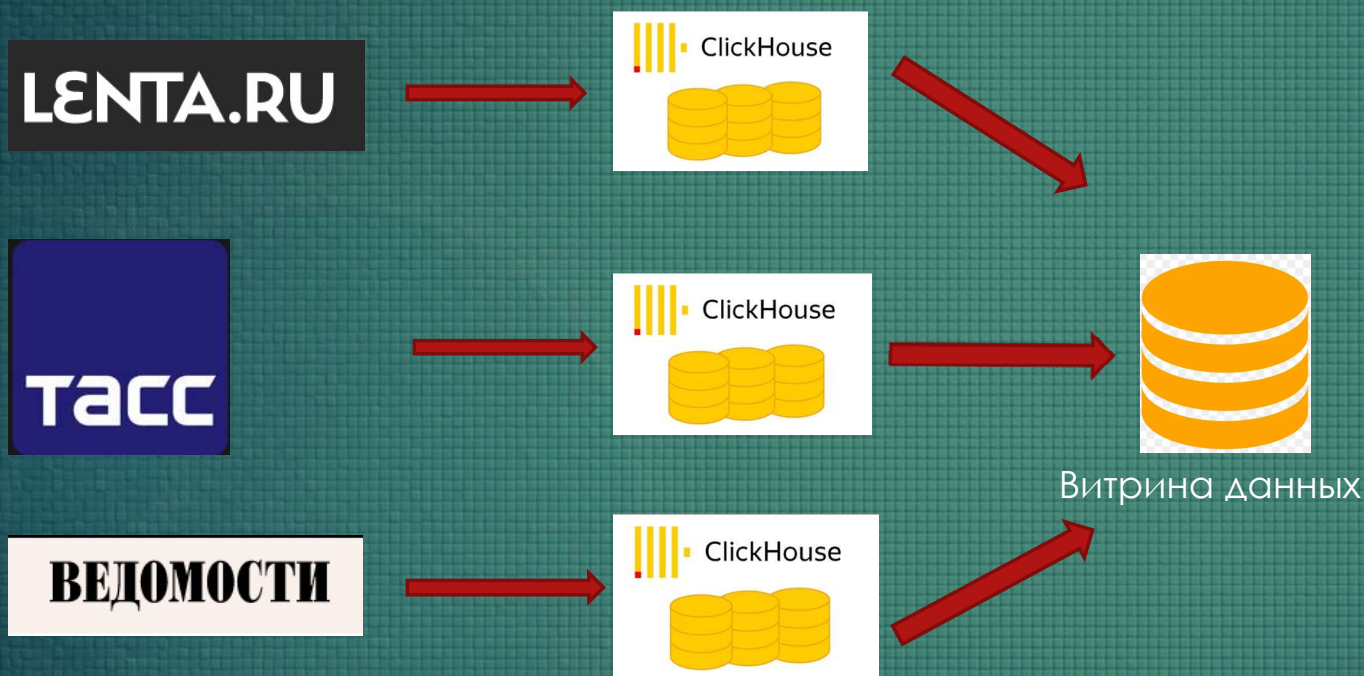 LENTA.RU
ClickHouse
ТАСС
ClickHouse
Витрина данных
ВЕДОМОСТИ
ClickHouse